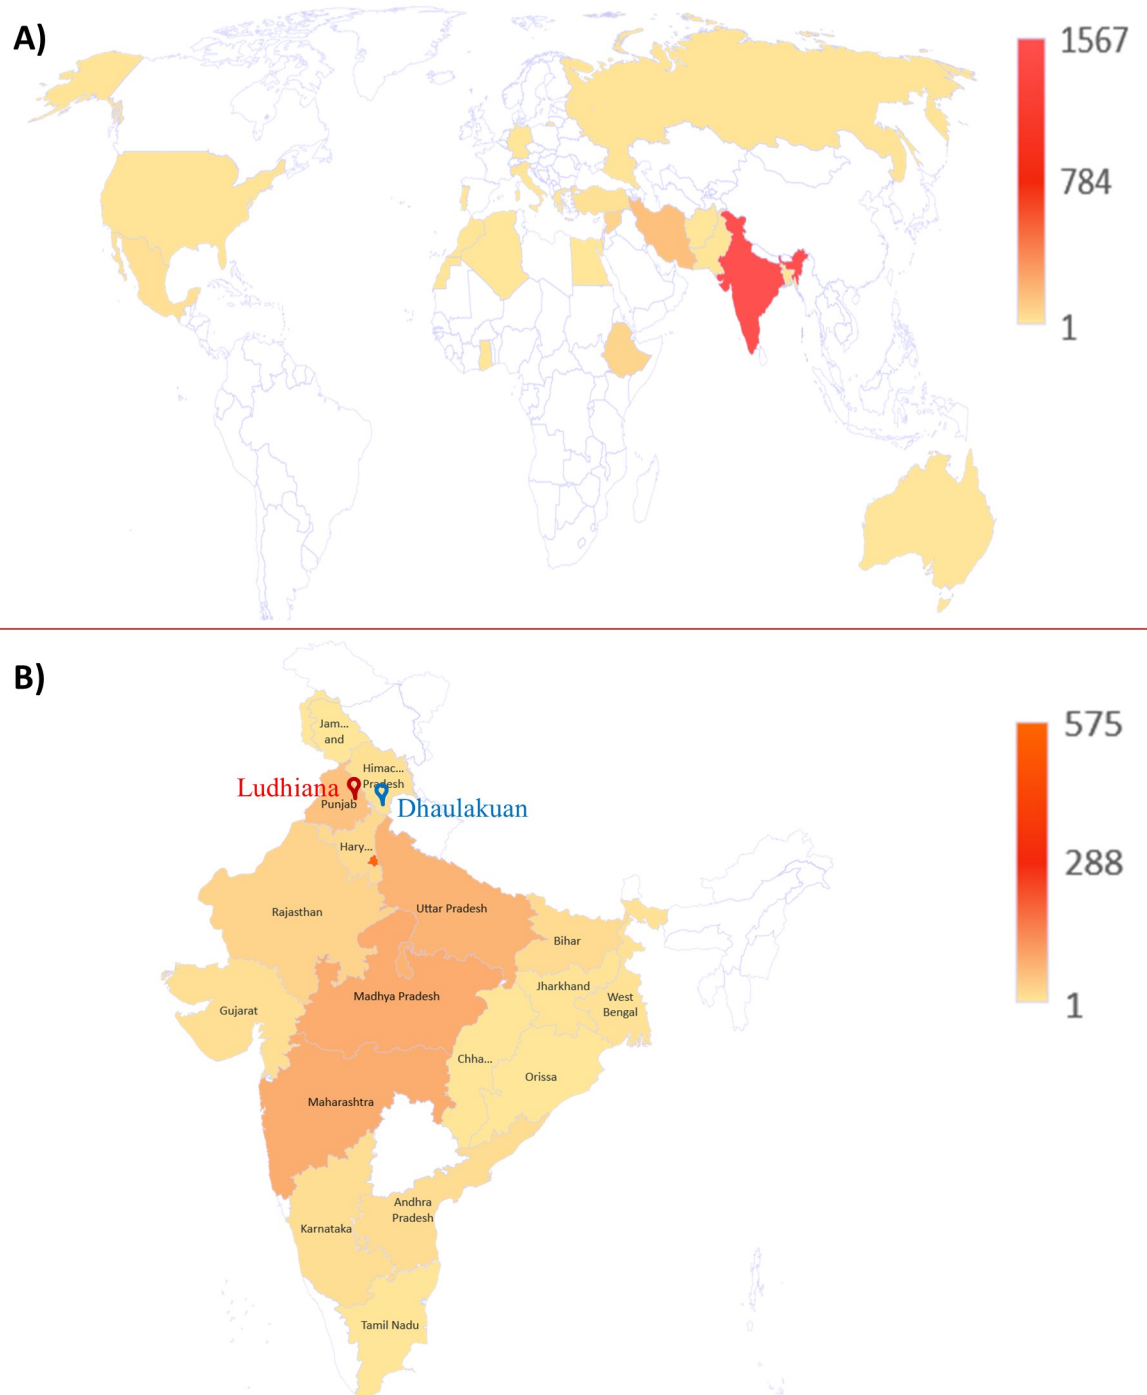 A)
1567
784
1
B)
575
288
1
Jam...
and
Himac...
Pradesh
Ludhiana
Punjab
Dhaulakuan
Hary...
Rajasthan
Uttar Pradesh
Bihar
Jharkhand
West
Bengal
Madhya Pradesh
Gujarat
Chha...
Orissa
Maharashtra
Andhra
Pradesh
Karnataka
Tamil Nadu